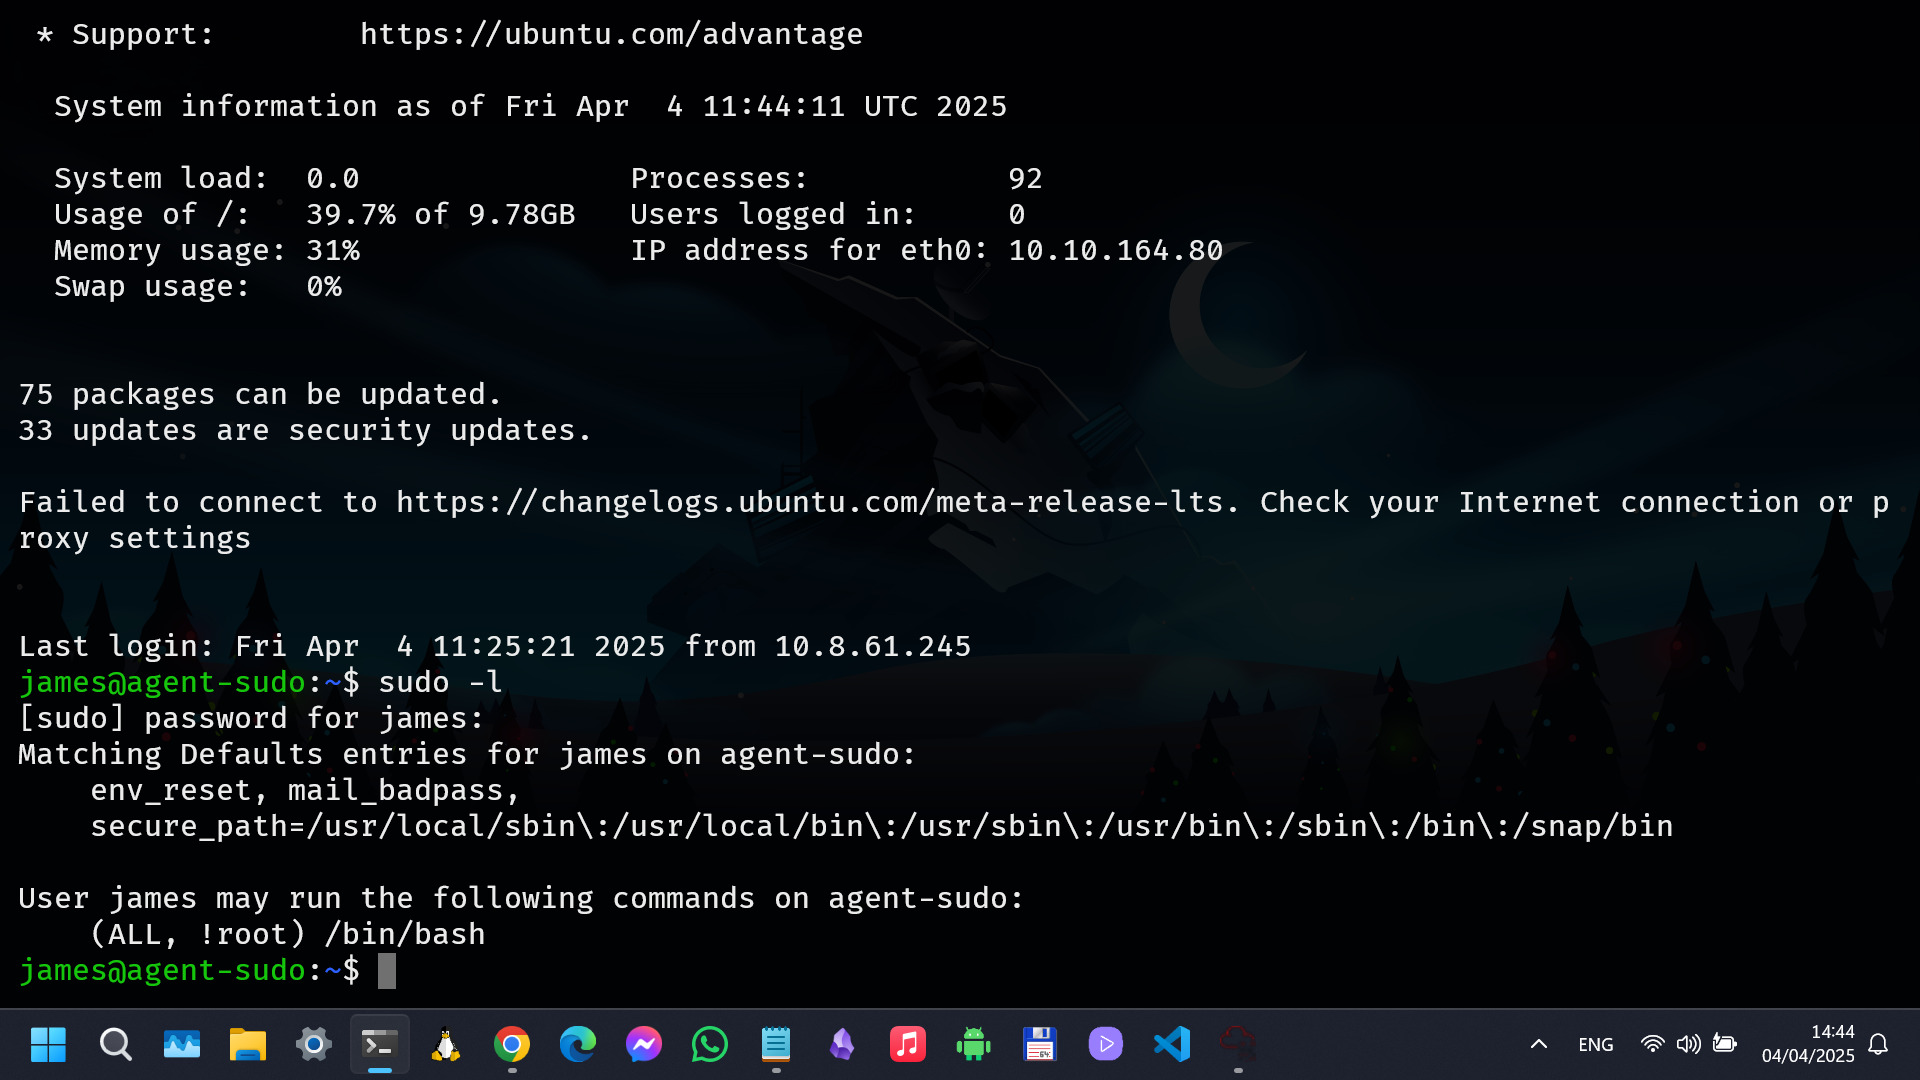 * Support:        https://ubuntu.com/advantage
System information as of Fri Apr  4 11:44:11 UTC 2025
System load:  0.0               Processes:           92
Usage of /:   39.7% of 9.78GB   Users logged in:     0
Memory usage: 31%               IP address for eth0: 10.10.164.80
Swap usage:   0%
75 packages can be updated.
33 updates are security updates.
Failed to connect to https://changelogs.ubuntu.com/meta-release-lts. Check your Internet connection or p
roxy settings
Last login: Fri Apr  4 11:25:21 2025 from 10.8.61.245
james@agent-sudo:~$ sudo -l
[sudo] password for james:
Matching Defaults entries for james on agent-sudo:
    env_reset, mail_badpass,
    secure_path=/usr/local/sbin\:/usr/local/bin\:/usr/sbin\:/usr/bin\:/sbin\:/bin\:/snap/bin
User james may run the following commands on agent-sudo:
    (ALL, !root) /bin/bash
james@agent-sudo:~$
64
ENG
14:44
04/04/2025